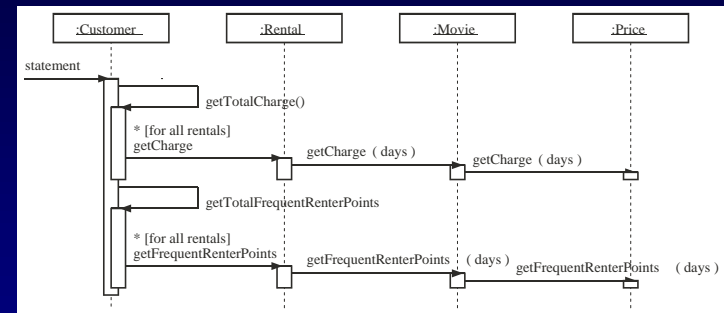 :Customer :Rental :Movie :Price
statement
getTotalCharge()
* [for all rentals]
getCharge getCharge ( days ) getCharge ( days )
getTotalFrequentRenterPoints
* [for all rentals]
getFrequentRenterPoints getFrequentRenterPoints ( days ) getFrequentRenterPoints ( days )